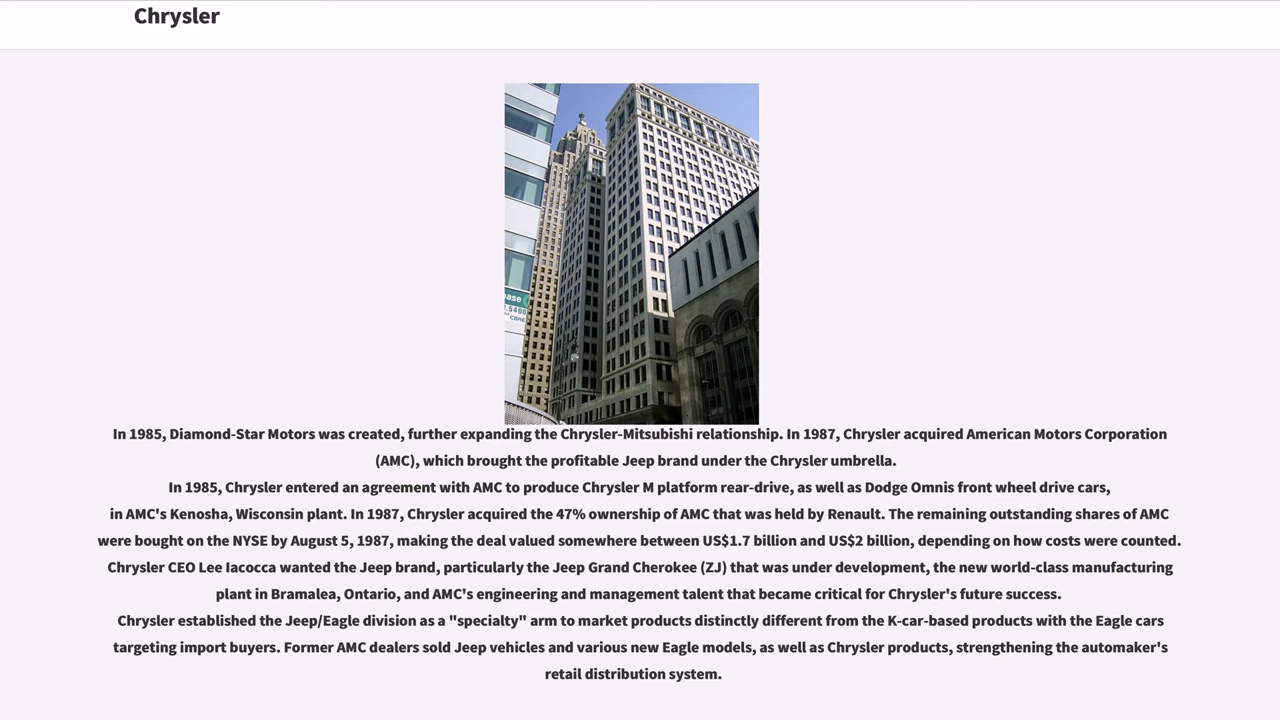 Chrysler
ease
.5400
CBRE
In 1985, Diamond-Star Motors was created, further expanding the Chrysler-Mitsubishi relationship. In 1987, Chrysler acquired American Motors Corporation
(AMC), which brought the profitable Jeep brand under the Chrysler umbrella.
In 1985, Chrysler entered an agreement with AMC to produce Chrysler M platform rear-drive, as well as Dodge Omnis front wheel drive cars,
in AMC's Kenosha, Wisconsin plant. In 1987, Chrysler acquired the 47% ownership of AMC that was held by Renault. The remaining outstanding shares of AMC
were bought on the NYSE by August 5, 1987, making the deal valued somewhere between US$1.7 billion and US$2 billion, depending on how costs were counted.
Chrysler CEO Lee Iacocca wanted the Jeep brand, particularly the Jeep Grand Cherokee (ZJ) that was under development, the new world-class manufacturing
plant in Bramalea, Ontario, and AMC's engineering and management talent that became critical for Chrysler's future success.
Chrysler established the Jeep/Eagle division as a "specialty" arm to market products distinctly different from the K-car-based products with the Eagle cars
targeting import buyers. Former AMC dealers sold Jeep vehicles and various new Eagle models, as well as Chrysler products, strengthening the automaker's
retail distribution system.